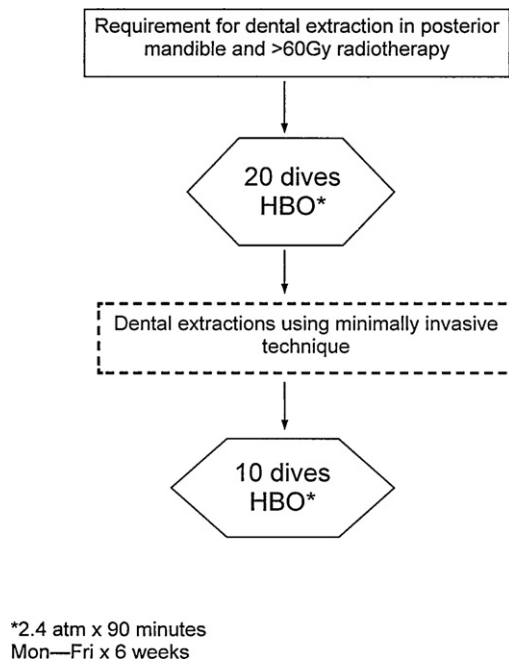 Requirement for dental extraction in posterior
mandible and >60Gy radiotherapy
20 dives
HBO*
Dental extractions using minimally invasive
technique
10 dives
HBO*
*2.4 atm x 90 minutes
Mon—Fri x 6 weeks